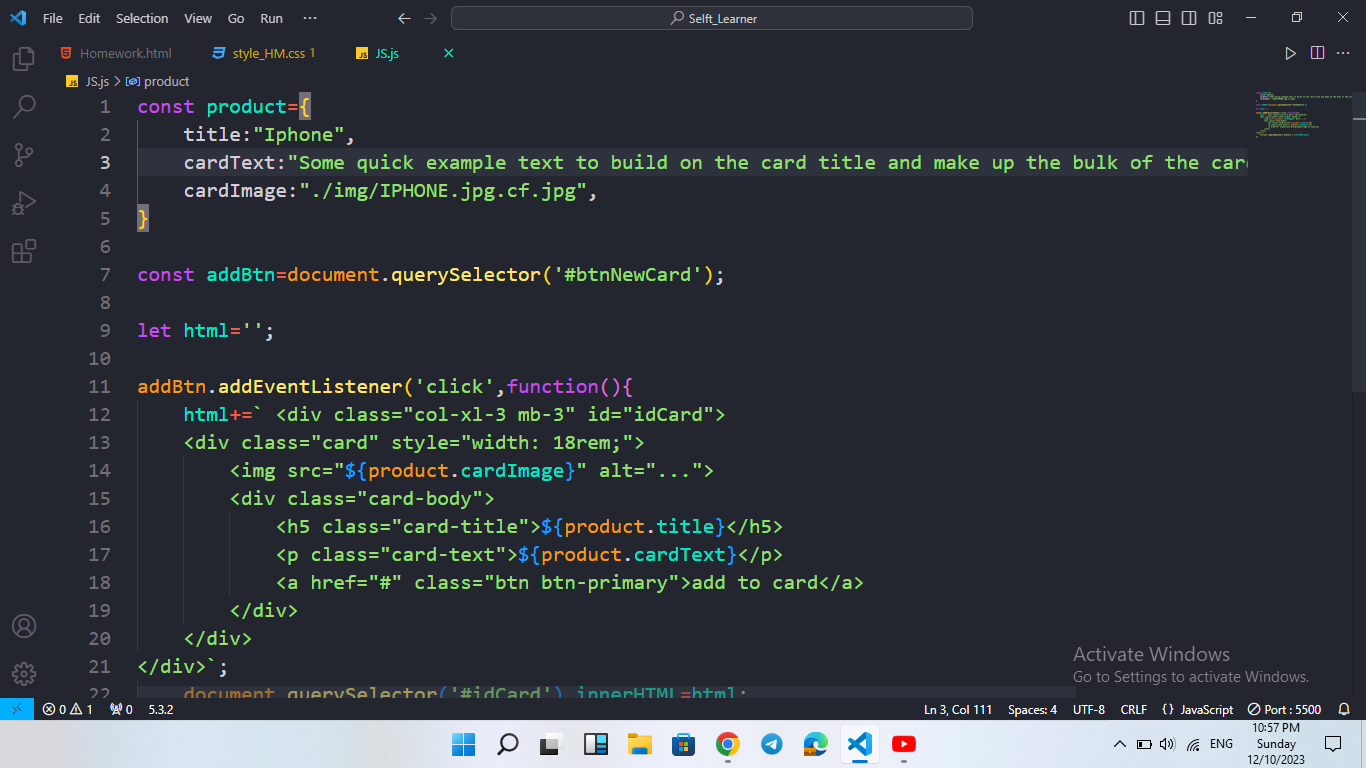 File Edit Selection View Go Run ··· Selft_Learner
Homework.html style_HM.css 1 JS.js
JS.js > product
1 const product={
2 title:"Iphone",
3 cardText:"Some quick example text to build on the card title and make up the bulk of the car
4 cardImage:"./img/IPHONE.jpg.cf.jpg",
5 }
6
7 const addBtn=document.querySelector('#btnNewCard');
8
9 let html='';
10
11 addBtn.addEventListener('click',function(){
12 html+=` <div class="col-xl-3 mb-3" id="idCard">
13 <div class="card" style="width: 18rem;">
14 <img src="${product.cardImage}" alt="...">
15 <div class="card-body">
16 <h5 class="card-title">${product.title}</h5>
17 <p class="card-text">${product.cardText}</p>
18 <a href="#" class="btn btn-primary">add to card</a>
19 </div>
20 </div>
21 </div>`;
22 document.querySelector('#idCard').innerHTML=html;
Activate Windows
Go to Settings to activate Windows.
0 1 0 5.3.2 Ln 3, Col 111 Spaces: 4 UTF-8 CRLF {} JavaScript Port : 5500
ENG
10:57 PM
Sunday
12/10/2023